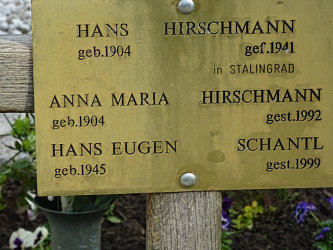 HANS HIRSCHMANN
geb.1904 gef.1941
in STALINGRAD
ANNA MARIA HIRSCHMANN
geb.1904 gest.1992
HANS EUGEN SCHANTL
geb.1945 gest.1999